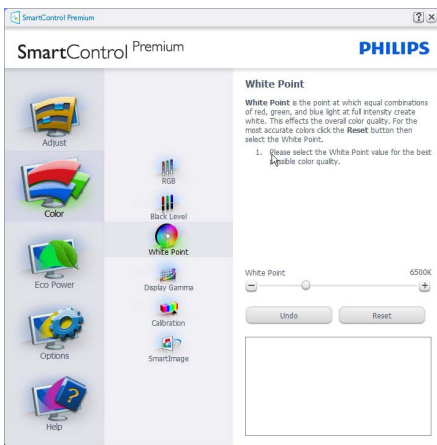 SmartControl Premium
SmartControl Premium
PHILIPS
Adjust
Color
Eco Power
Options
Help
RGB
Black Level
White Point
Display Gamma
Calibration
SmartImage
White Point
White Point is the point at which equal combinations
of red, green, and blue light at full intensity create
white. This effects the overall color quality. For the
most accurate colors click the Reset button then
select the White Point.
1. Please select the White Point value for the best
possible color quality.
White Point 6500K
Undo Reset